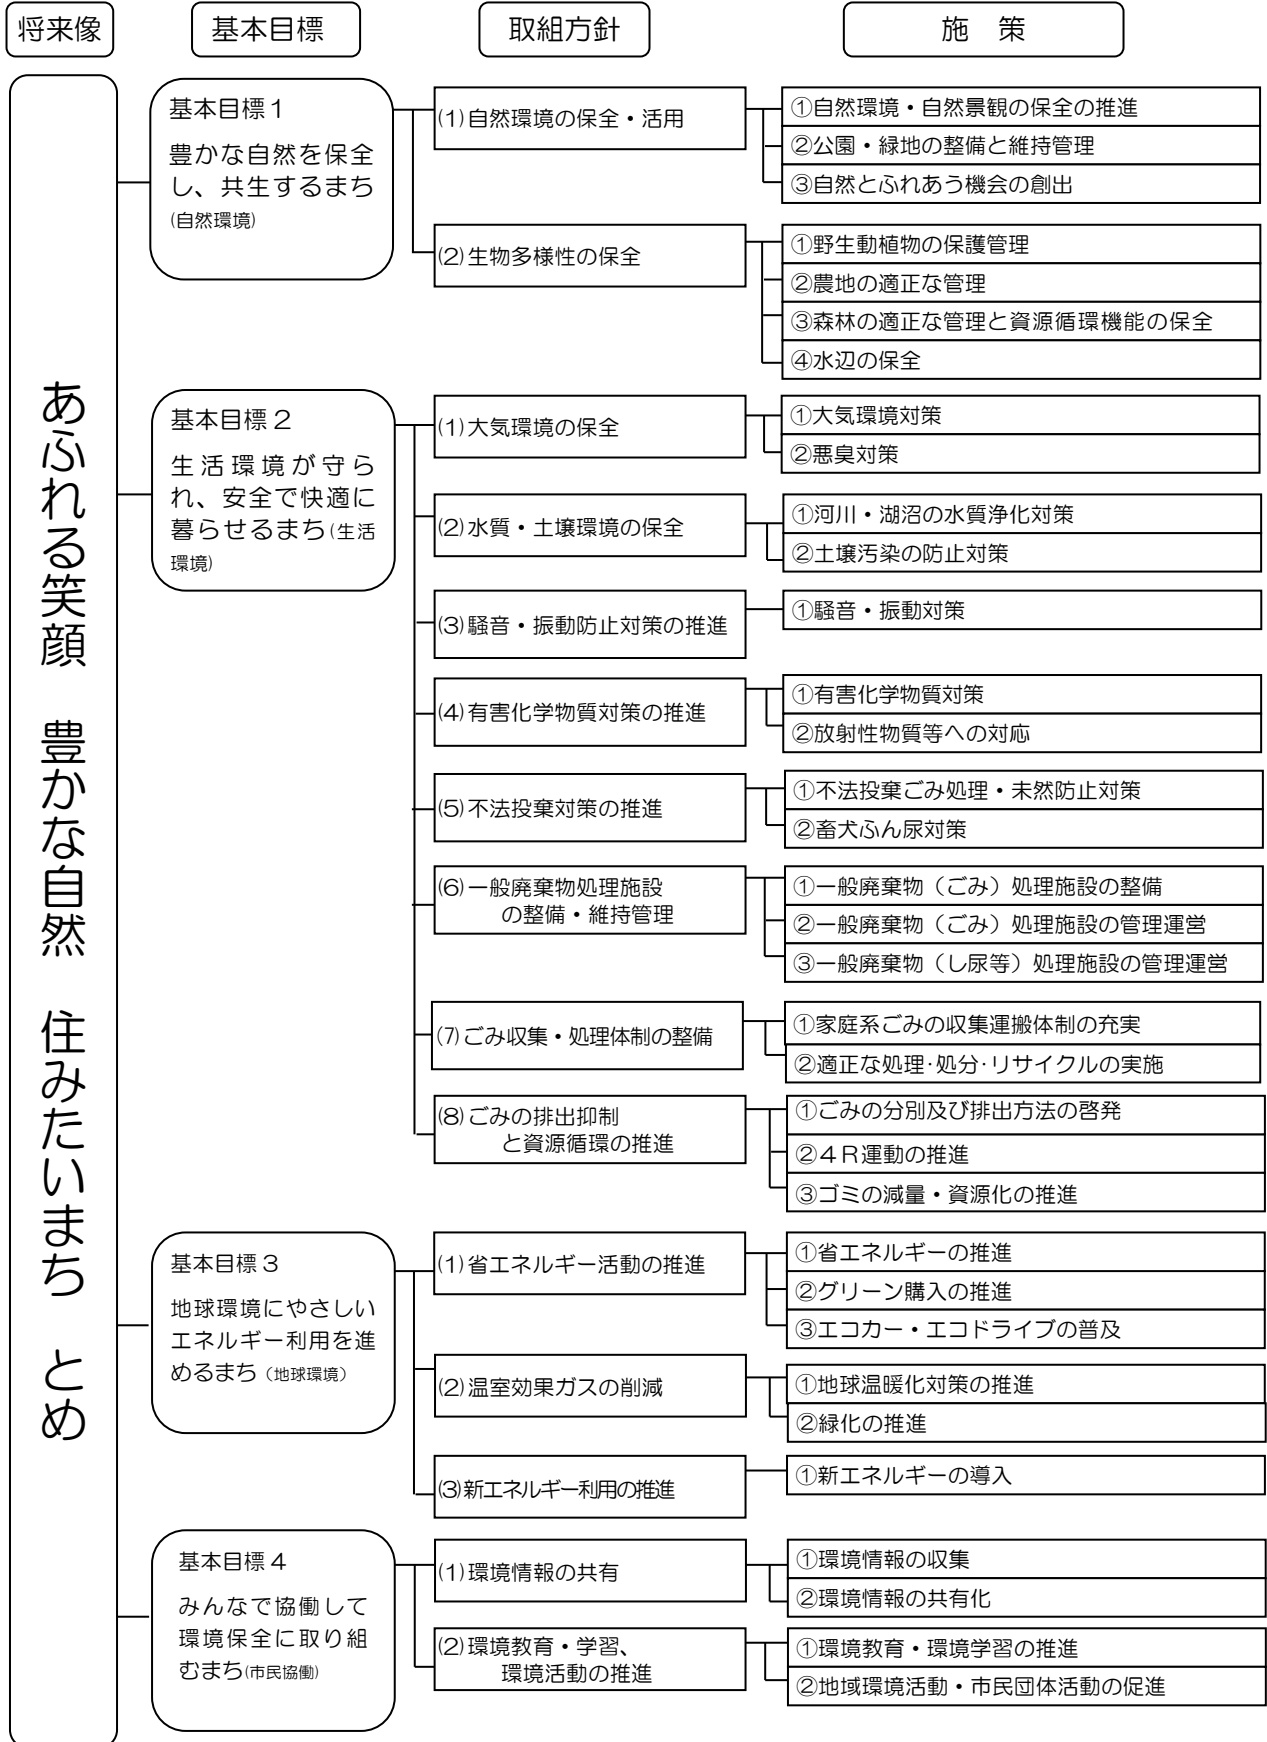 将来像
基本目標
取組方針
施　策
あふれる笑顔　豊かな自然　住みたいまち　とめ
基本目標１
豊かな自然を保全
し、共生するまち
(自然環境)
(1)自然環境の保全・活用
①自然環境・自然景観の保全の推進
②公園・緑地の整備と維持管理
③自然とふれあう機会の創出
(2)生物多様性の保全
①野生動植物の保護管理
②農地の適正な管理
③森林の適正な管理と資源循環機能の保全
④水辺の保全
基本目標２
生活環境が守ら
れ、安全で快適に
暮らせるまち(生活
環境)
(1)大気環境の保全
①大気環境対策
②悪臭対策
(2)水質・土壌環境の保全
①河川・湖沼の水質浄化対策
②土壌汚染の防止対策
(3)騒音・振動防止対策の推進
①騒音・振動対策
(4)有害化学物質対策の推進
①有害化学物質対策
②放射性物質等への対応
(5)不法投棄対策の推進
①不法投棄ごみ処理・未然防止対策
②畜犬ふん尿対策
(6)一般廃棄物処理施設
の整備・維持管理
①一般廃棄物（ごみ）処理施設の整備
②一般廃棄物（ごみ）処理施設の管理運営
③一般廃棄物（し尿等）処理施設の管理運営
(7)ごみ収集・処理体制の整備
①家庭系ごみの収集運搬体制の充実
②適正な処理･処分･リサイクルの実施
(8)ごみの排出抑制
と資源循環の推進
①ごみの分別及び排出方法の啓発
②４Ｒ運動の推進
③ゴミの減量・資源化の推進
基本目標３
地球環境にやさしい
エネルギー利用を進
めるまち（地球環境）
(1)省エネルギー活動の推進
①省エネルギーの推進
②グリーン購入の推進
③エコカー・エコドライブの普及
(2)温室効果ガスの削減
①地球温暖化対策の推進
②緑化の推進
(3)新エネルギー利用の推進
①新エネルギーの導入
基本目標４
みんなで協働して
環境保全に取り組
むまち(市民協働)
(1)環境情報の共有
①環境情報の収集
②環境情報の共有化
(2)環境教育・学習、
環境活動の推進
①環境教育・環境学習の推進
②地域環境活動・市民団体活動の促進